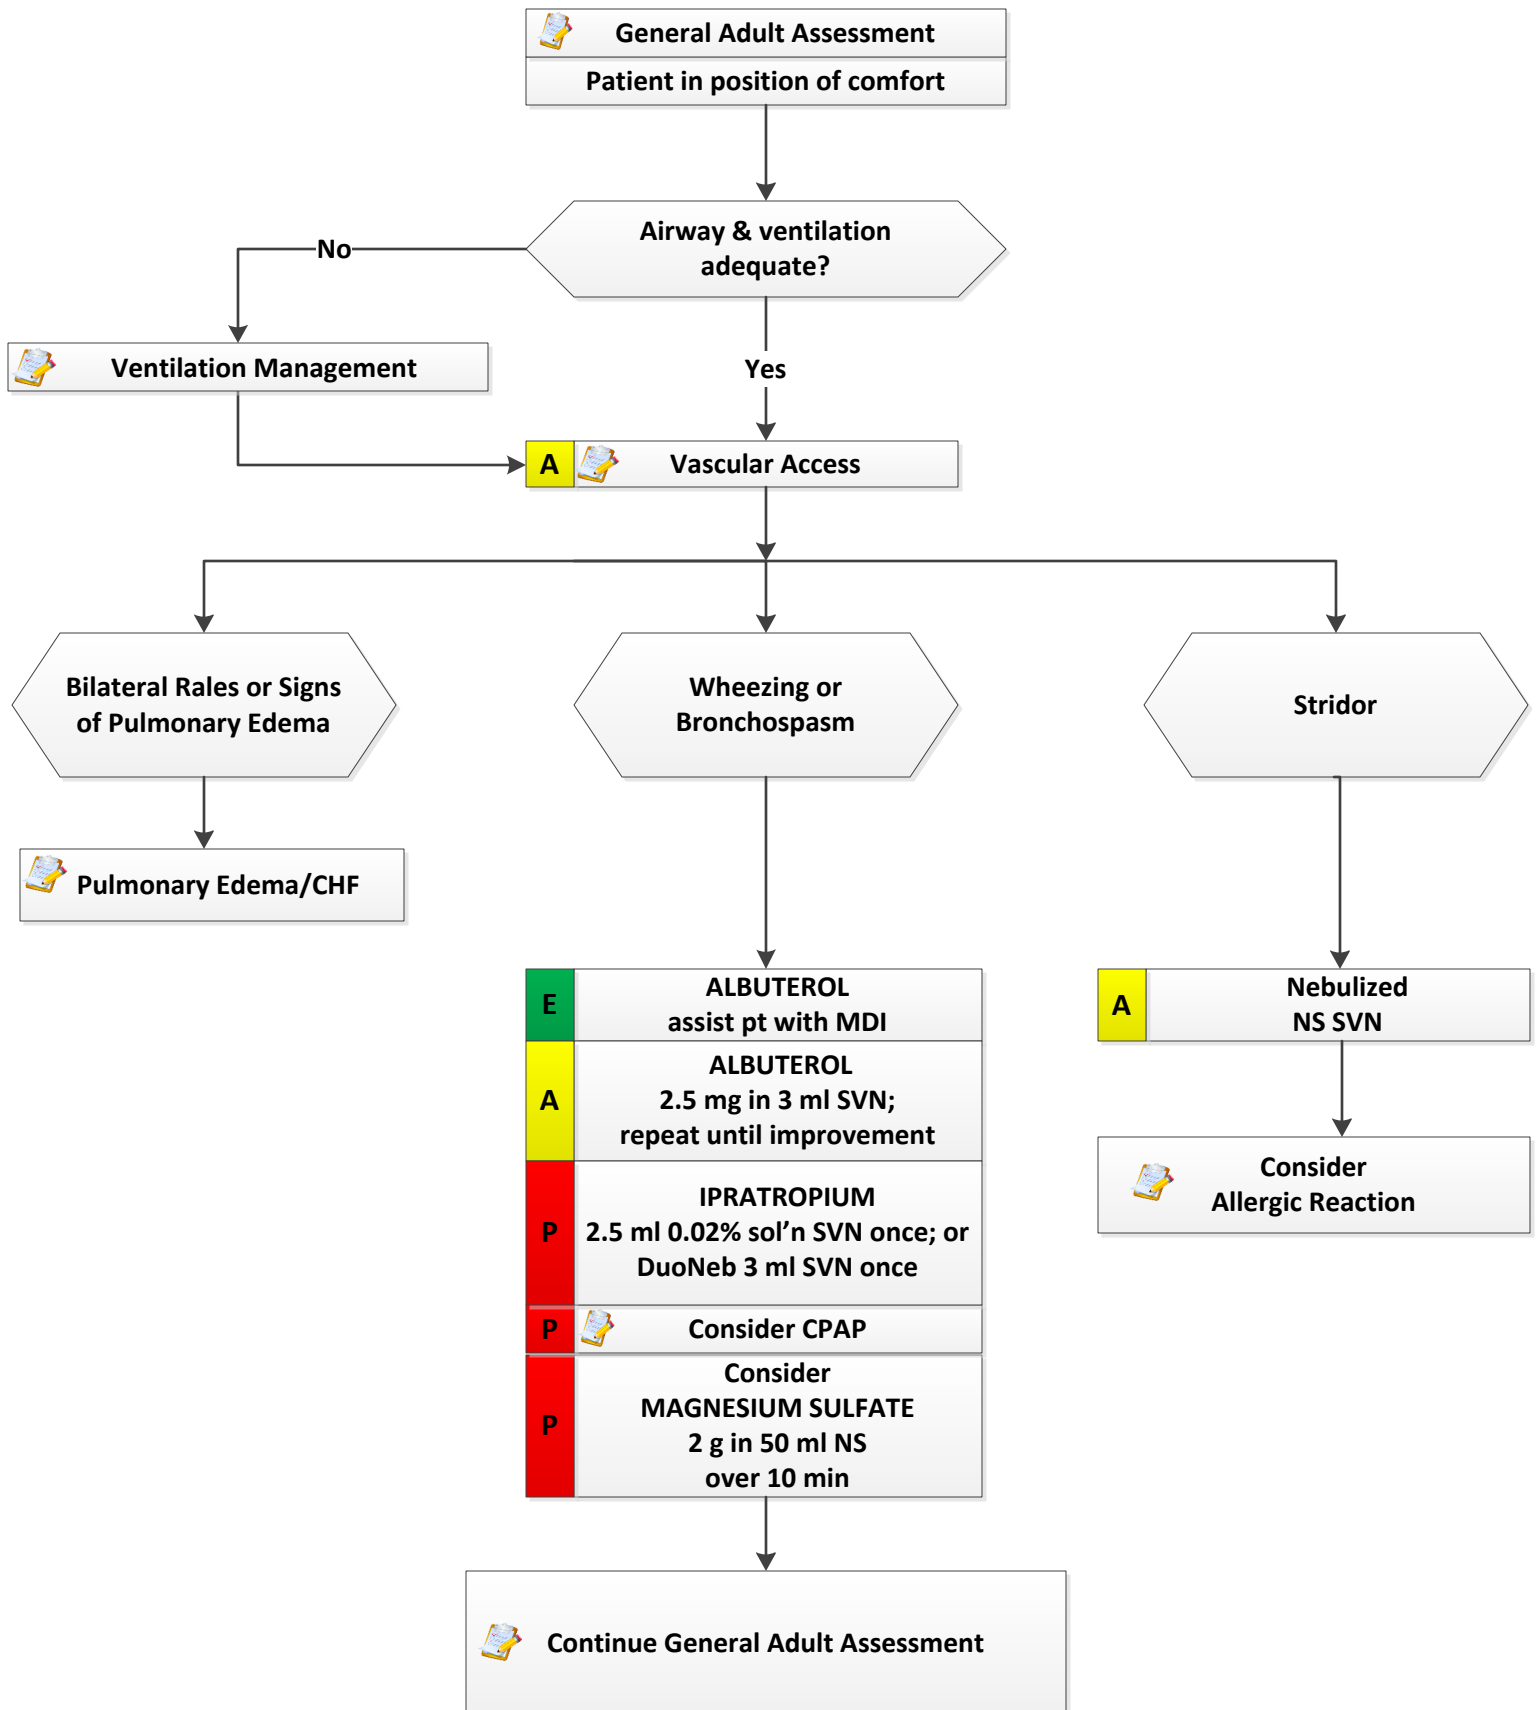 General Adult Assessment
Patient in position of comfort
Airway & ventilation
adequate?
No
Yes
Ventilation Management
A
Vascular Access
Bilateral Rales or Signs
of Pulmonary Edema
Wheezing or
Bronchospasm
Stridor
Pulmonary Edema/CHF
E
ALBUTEROL
assist pt with MDI
A
ALBUTEROL
2.5 mg in 3 ml SVN;
repeat until improvement
P
IPRATROPIUM
2.5 ml 0.02% sol’n SVN once; or
DuoNeb 3 ml SVN once
P
Consider CPAP
P
Consider
MAGNESIUM SULFATE
2 g in 50 ml NS
over 10 min
A
Nebulized
NS SVN
Consider
Allergic Reaction
Continue General Adult Assessment